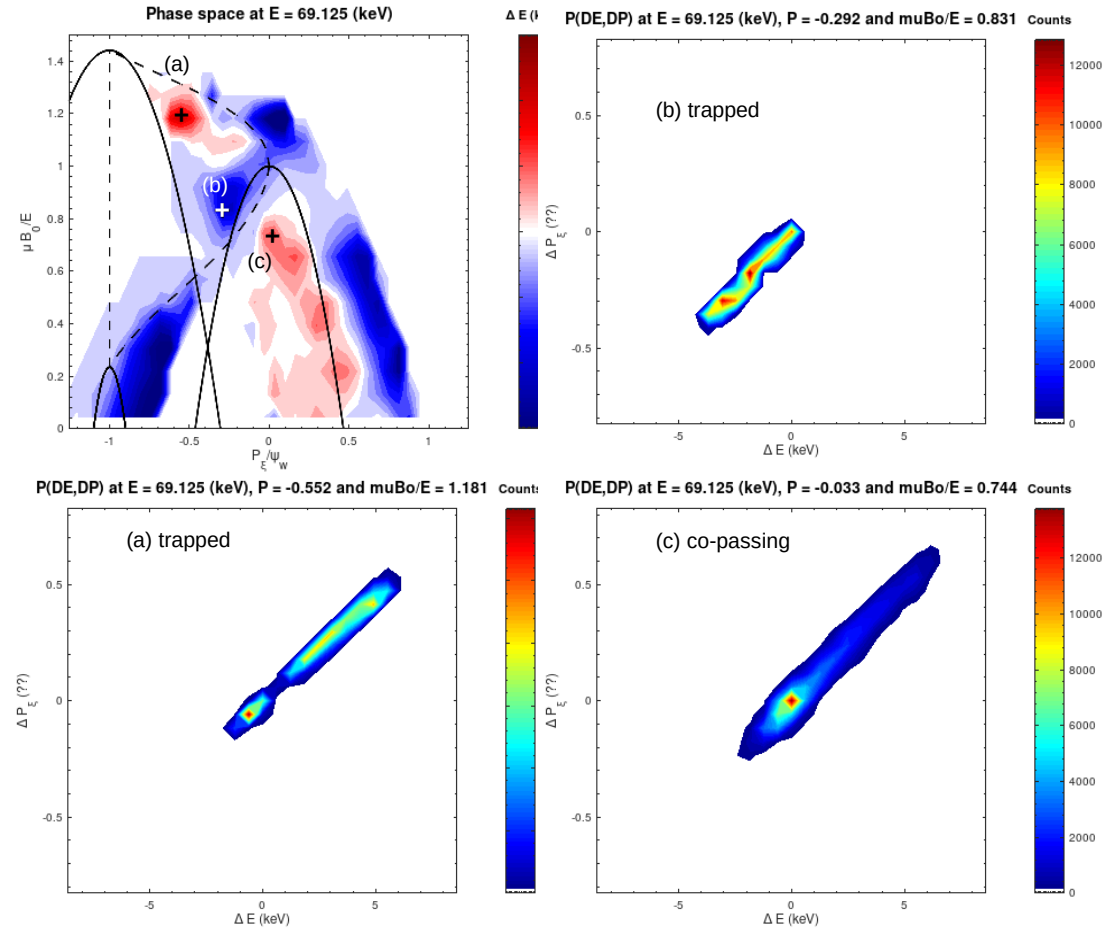 Phase space at E = 69.125 (keV)
Δ E (k
μ B0/E
1.4
1.2
1
0.8
0.6
0.4
0.2
0
(a)
(b)
(c)
-1
-0.5
0
0.5
1
Pξ/ψw
P(DE,DP) at E = 69.125 (keV), P = -0.292 and muBo/E = 0.831
Counts
(b) trapped
Δ Pξ (??)
0.5
0
-0.5
-5
0
5
Δ E (keV)
12000
10000
8000
6000
4000
2000
0
P(DE,DP) at E = 69.125 (keV), P = -0.552 and muBo/E = 1.181
Counts
(a) trapped
Δ Pξ (??)
0.5
0
-0.5
-5
0
5
Δ E (keV)
P(DE,DP) at E = 69.125 (keV), P = -0.033 and muBo/E = 0.744
Counts
(c) co-passing
Δ Pξ (??)
0.5
0
-0.5
-5
0
5
Δ E (keV)
12000
10000
8000
6000
4000
2000
0